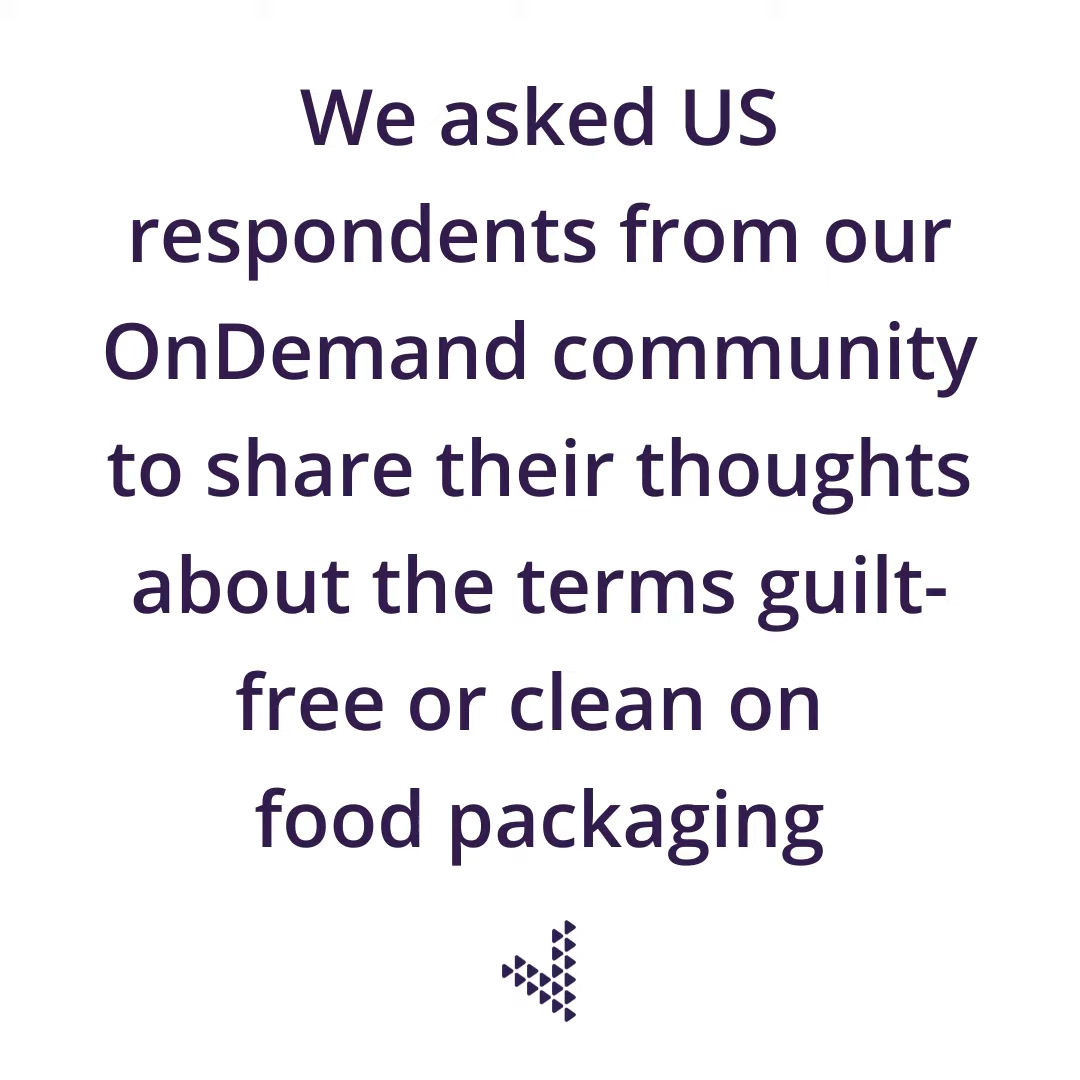 We asked US
respondents from our
OnDemand community
to share their thoughts
about the terms guilt-
free or clean on
food packaging